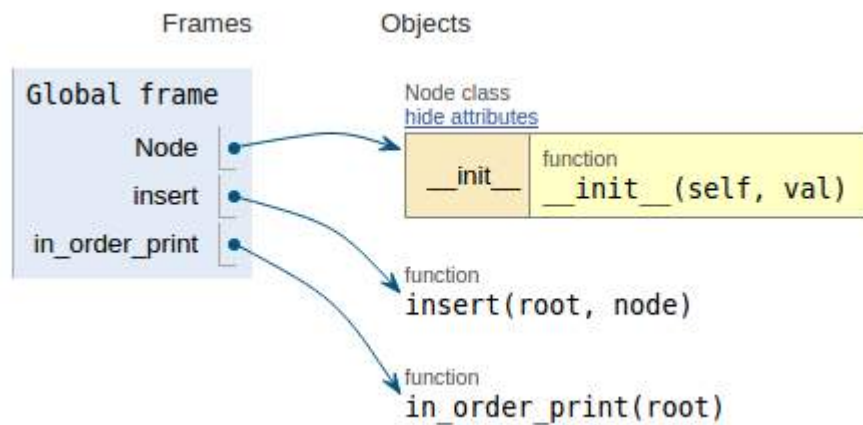 Frames Objects
Global frame
Node
insert
in_order_print
Node class
hide attributes
__init__
function
__init__(self, val)
function
insert(root, node)
function
in_order_print(root)